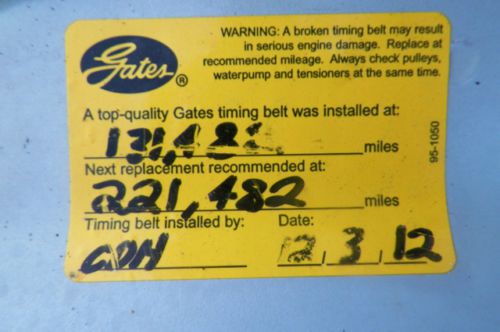 WARNING: A broken timing belt may result
in serious engine damage. Replace at
recommended mileage. Always check pulleys,
waterpump and tensioners at the same time.
Gates ®
A top-quality Gates timing belt was installed at:
131,482 miles
Next replacement recommended at:
221,482 miles
Timing belt installed by: Date:
12, 3, 12
95-1050